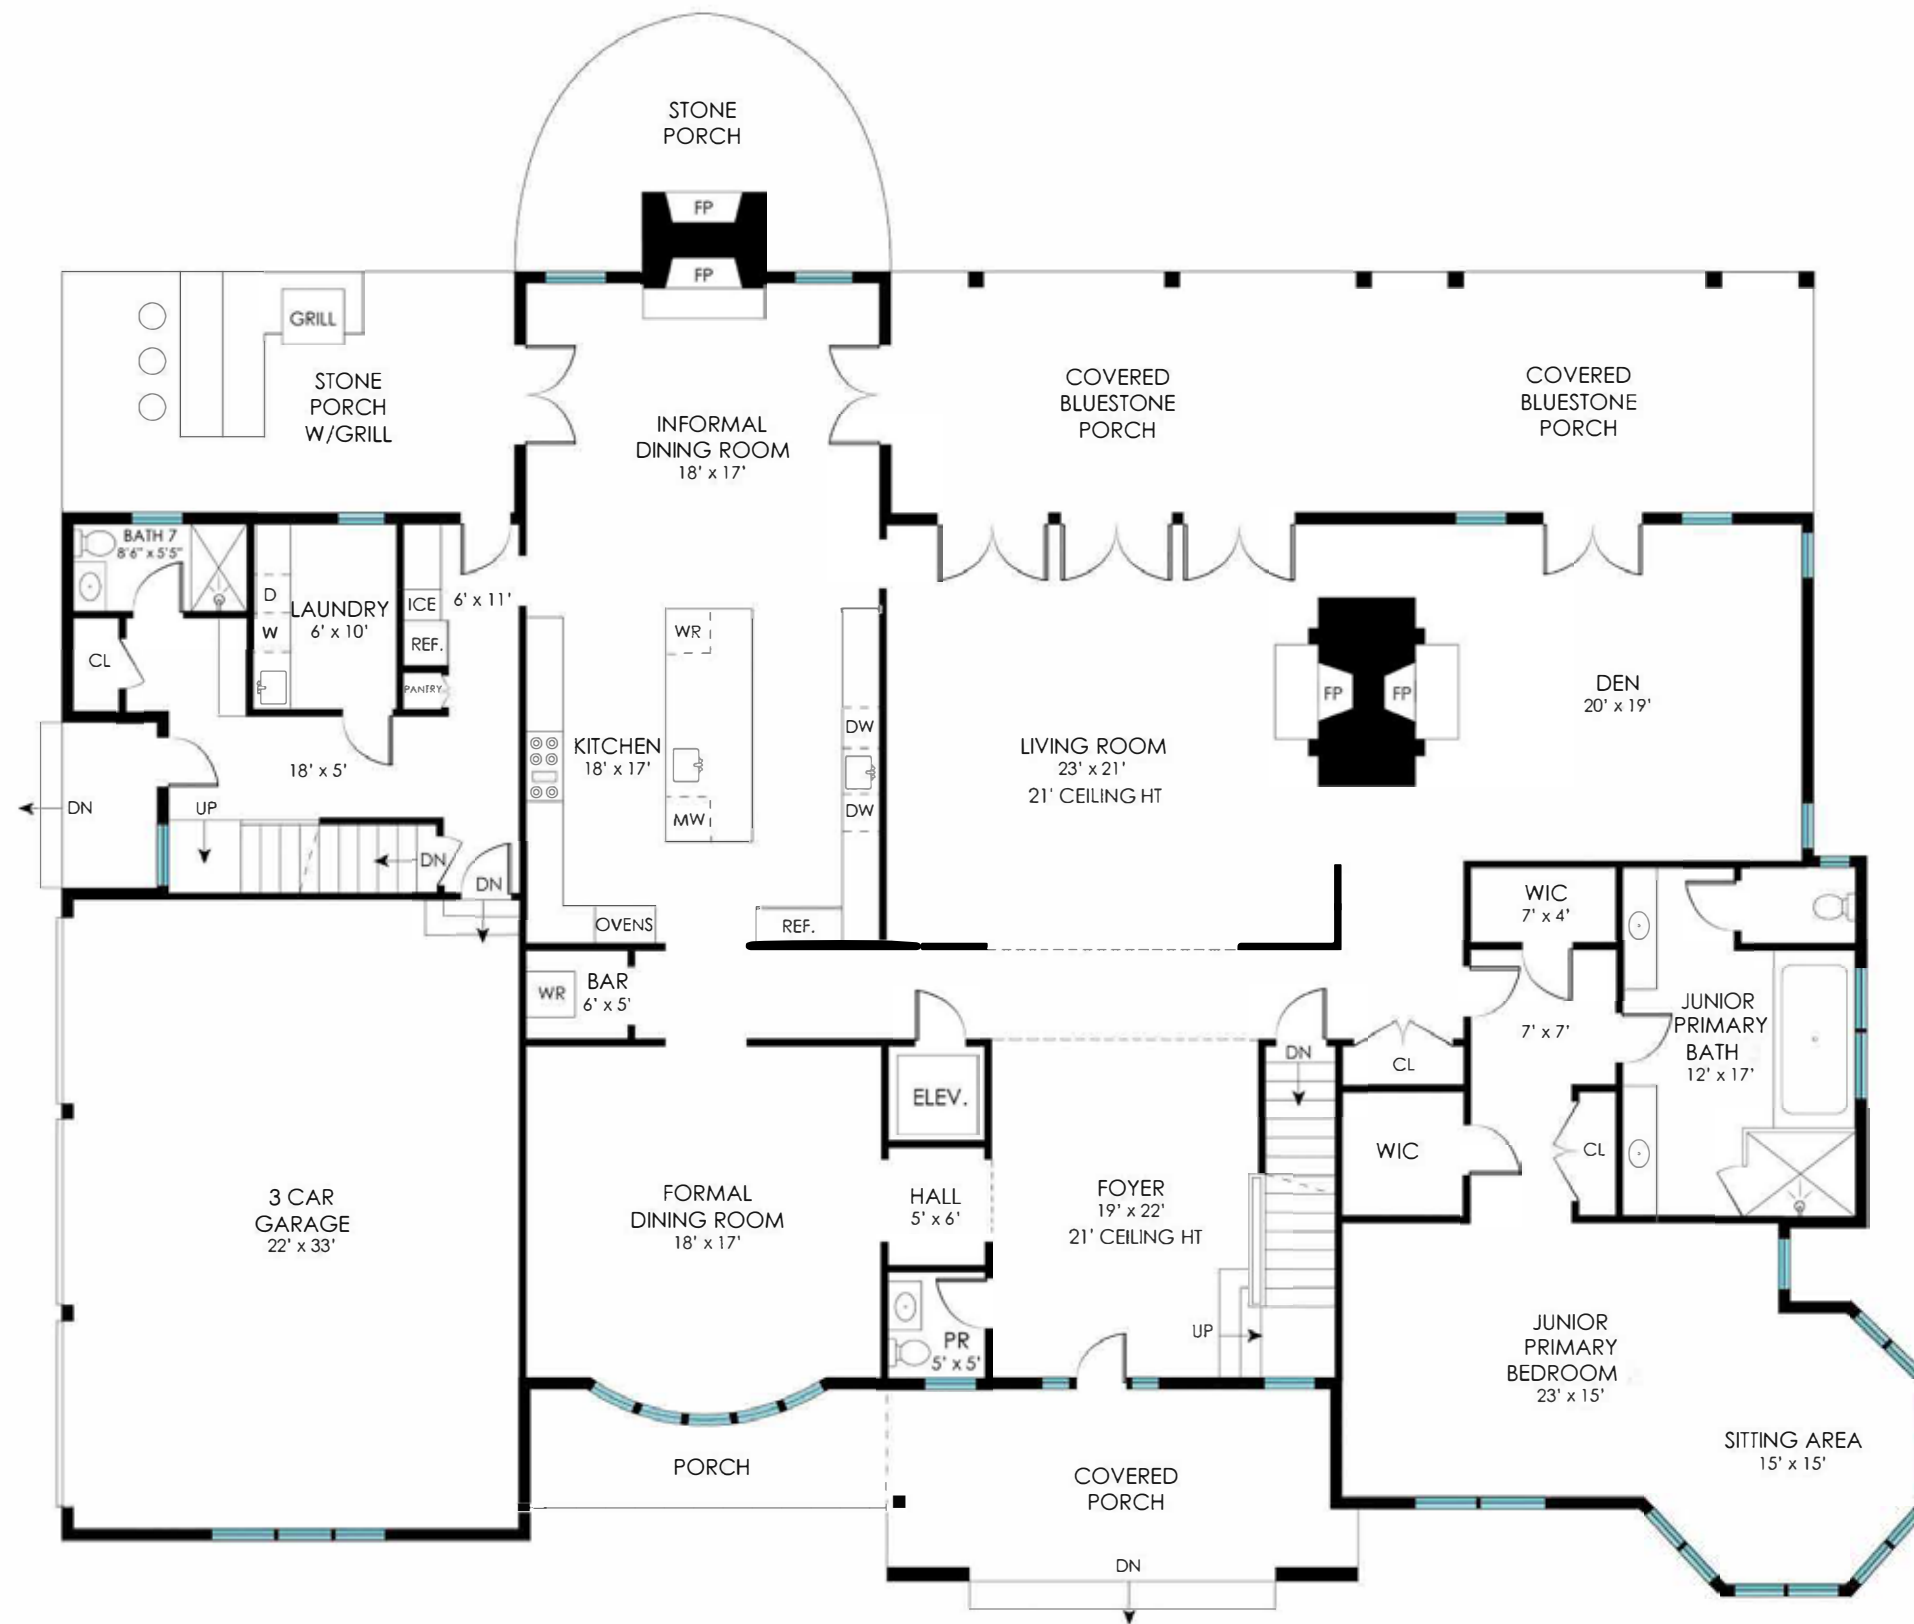 STONE
PORCH
FP
FP
GRILL
STONE
PORCH
W/GRILL
INFORMAL
DINING ROOM
18' x 17'
COVERED
BLUESTONE
PORCH
COVERED
BLUESTONE
PORCH
BATH 7
8'6" x 5'5"
D
W
LAUNDRY
6' x 10'
ICE
REF.
6' x 11'
PANTRY
CL
WR
DW
DW
MW
KITCHEN
18' x 17'
OVENS
REF.
LIVING ROOM
23' x 21'
21' CEILING HT
FP
FP
DEN
20' x 19'
18' x 5'
DN
UP
DN
DN
WR
BAR
6' x 5'
WIC
7' x 4'
7' x 7'
JUNIOR
PRIMARY
BATH
12' x 17'
DN
CL
WIC
CL
ELEV.
3 CAR
GARAGE
22' x 33'
FORMAL
DINING ROOM
18' x 17'
HALL
5' x 6'
FOYER
19' x 22'
21' CEILING HT
UP
PR
5' x 5'
JUNIOR
PRIMARY
BEDROOM
23' x 15'
SITTING AREA
15' x 15'
PORCH
COVERED
PORCH
DN